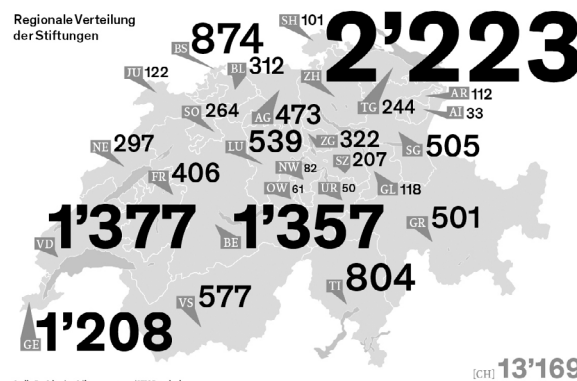 Regionale Verteilung
der Stiftungen
SH 101
BS 874
2’223
BL 312
ZH
JU 122
AR 112
SO 264
AG 473
TG 244
AI 33
NE 297
LU 539
ZG 322
SG 505
SZ 207
NW 82
FR 406
OW 61
UR 50
GL 118
VD 1’377
BE 1’357
GR 501
TI 804
VS 577
GE 1’208
[CH] 13’169